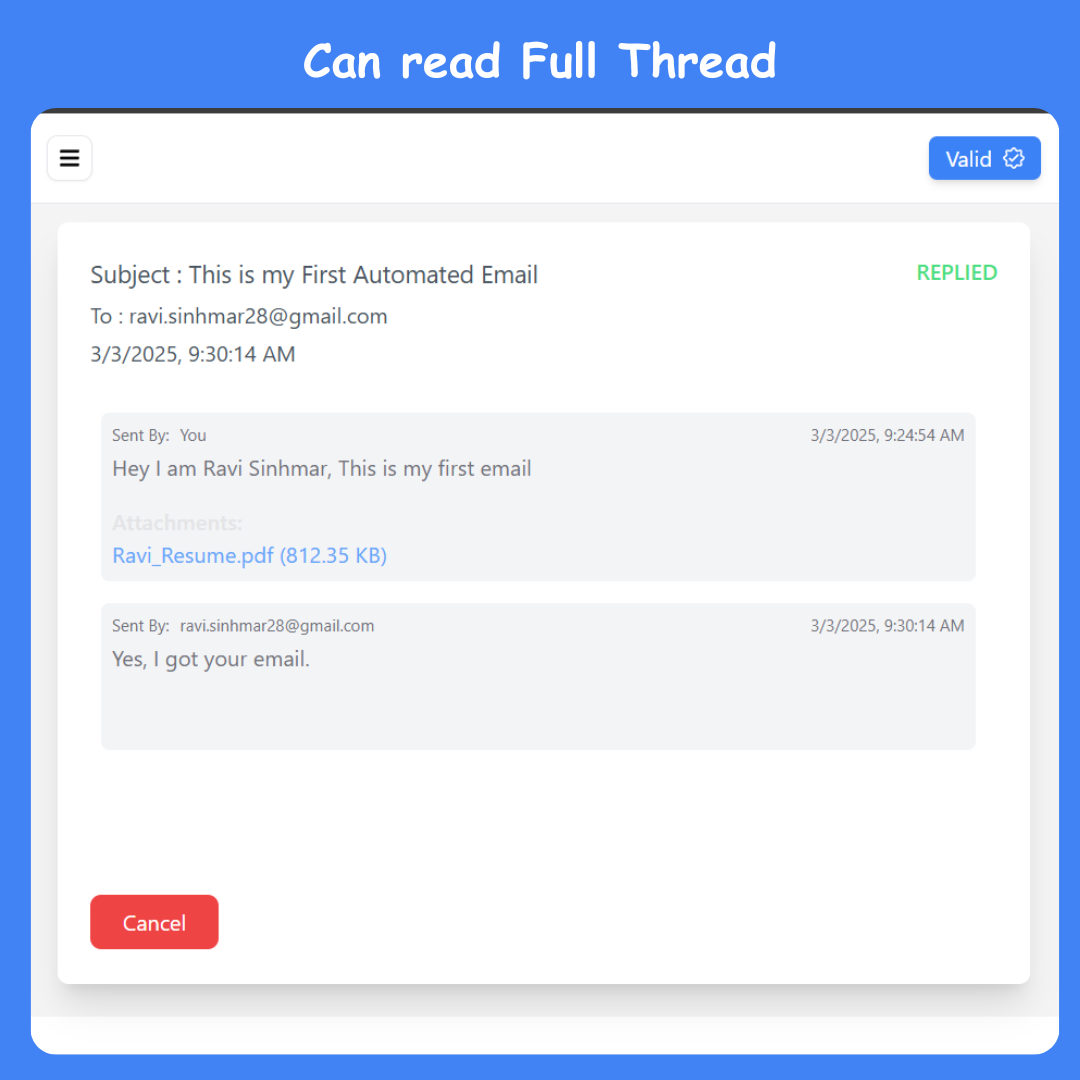 Can read Full Thread
Valid
Subject : This is my First Automated Email
REPLIED
To : ravi.sinhmar28@gmail.com
3/3/2025, 9:30:14 AM
Sent By: You
3/3/2025, 9:24:54 AM
Hey I am Ravi Sinhmar, This is my first email
Attachments:
Ravi_Resume.pdf (812.35 KB)
Sent By: ravi.sinhmar28@gmail.com
3/3/2025, 9:30:14 AM
Yes, I got your email.
Cancel